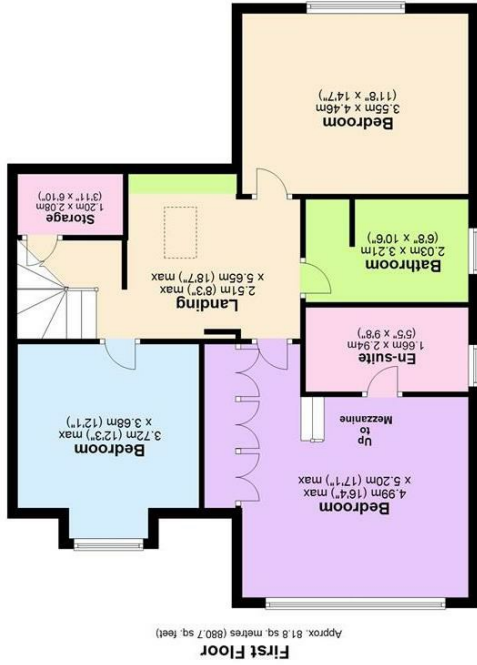 First Floor
Approx. 81.8 sq. metres (880.7 sq. feet)
Bedroom
4.99m (16'4") max
x 5.20m (17'1") max
Up
to
Mezzanine
Bedroom
3.72m (12'3") max
x 3.68m (12'1")
En-suite
1.66m x 2.94m
(5'5" x 9'8")
Landing
2.51m (8'3") max
x 5.65m (18'7") max
Bathroom
2.03m x 3.21m
(6'8" x 10'6")
Storage
1.20m x 2.08m
(3'11" x 6'10")
Bedroom
3.55m x 4.46m
(11'8" x 14'7")